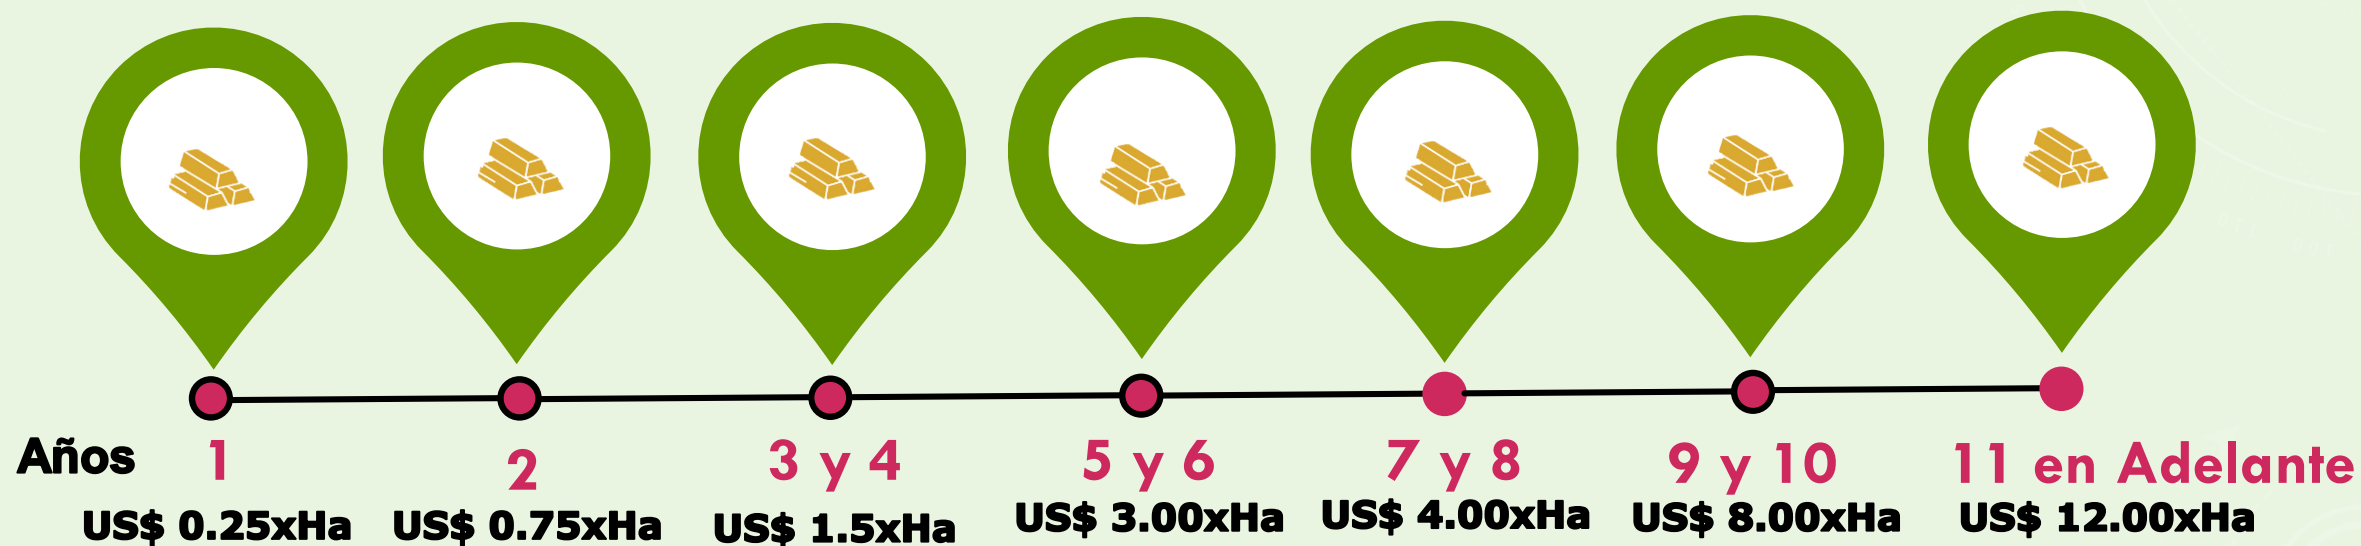 Años 1 2 3 y 4 5 y 6 7 y 8 9 y 10 11 en Adelante
US$ 0.25xHa US$ 0.75xHa US$ 1.5xHa US$ 3.00xHa US$ 4.00xHa US$ 8.00xHa US$ 12.00xHa